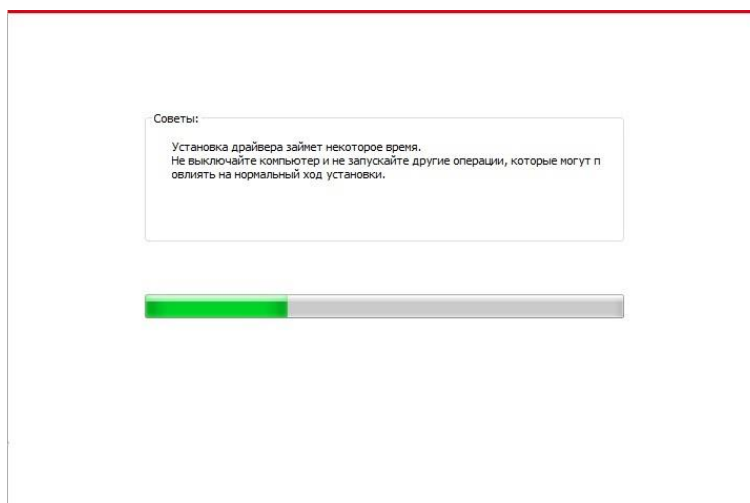 Советы:
Установка драйвера займет некоторое время.
Не выключайте компьютер и не запускайте другие операции, которые могут п
овлиять на нормальный ход установки.